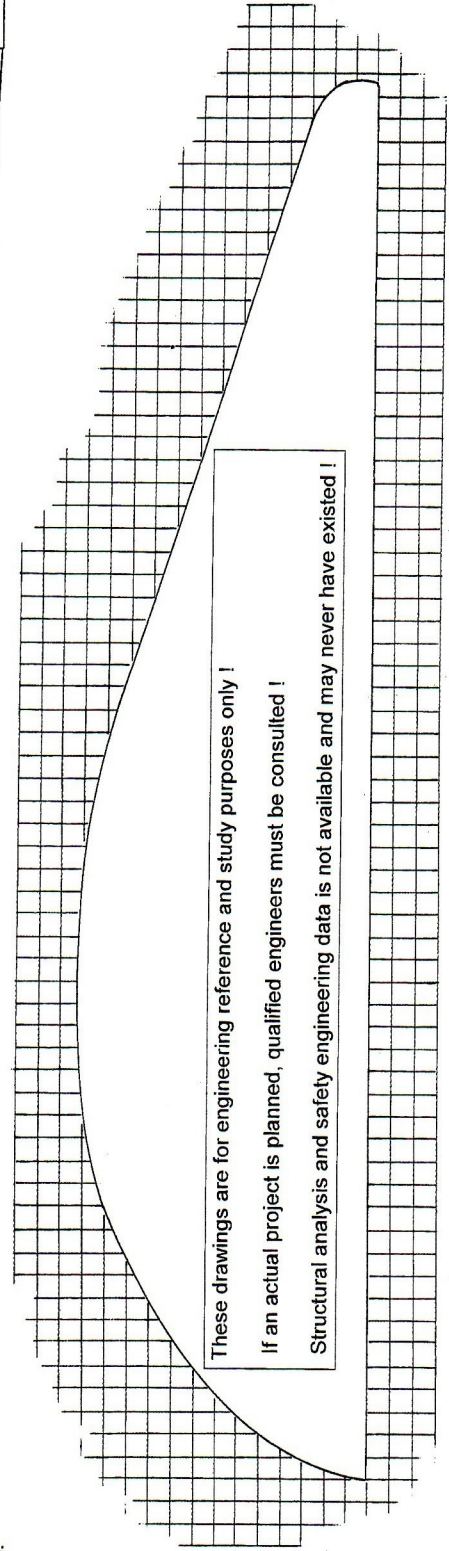 These drawings are for engineering reference and study purposes only !
If an actual project is planned, qualified engineers must be consulted !
Structural analysis and safety engineering data is not available and may never have existed !